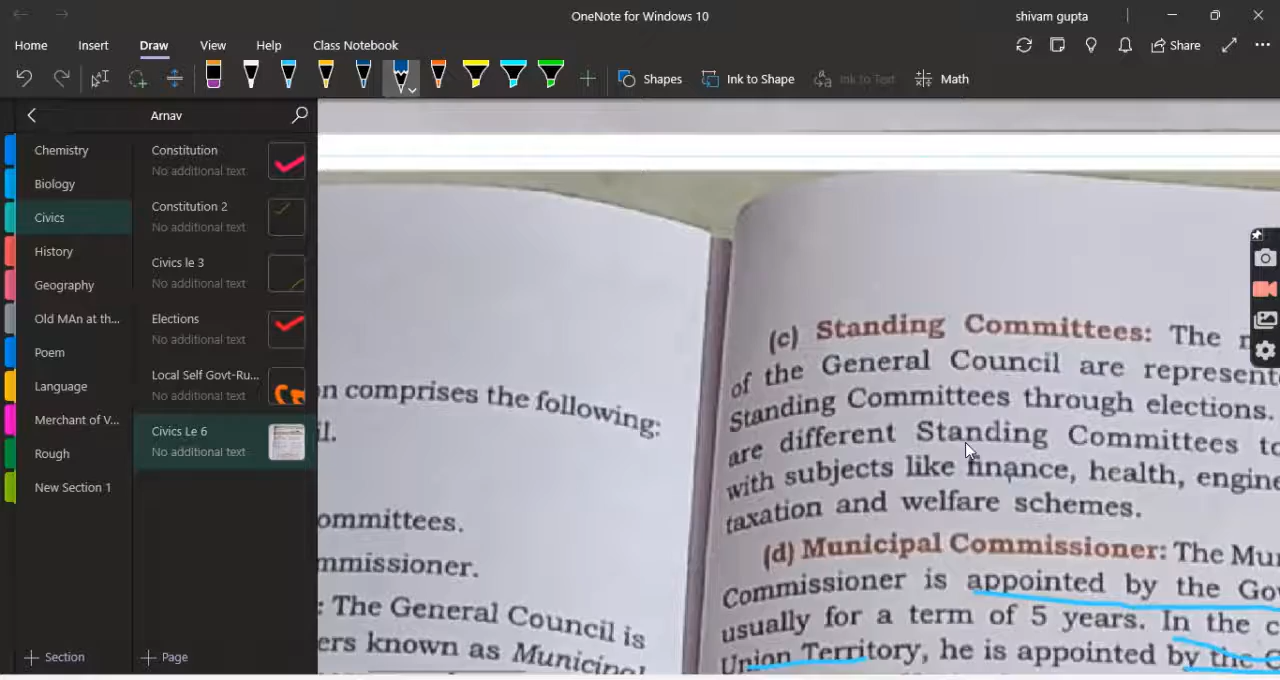 OneNote for Windows 10
shivam gupta
Home
Insert
Draw
View
Help
Class Notebook
Share
Shapes
Ink to Shape
Ink to Text
Math
Arnav
Chemistry
Biology
Civics
History
Geography
Old MAn at th...
Poem
Language
Merchant of V...
Rough
New Section 1
Section
Constitution
No additional text
Constitution 2
No additional text
Civics le 3
No additional text
Elections
No additional text
Local Self Govt-Ru...
No additional text
Civics Le 6
No additional text
Page
n comprises the following:
il.
ommittees.
mmissioner.
: The General Council is
ers known as Municipal
(c) Standing Committees: The
of the General Council are represent
Standing Committees through elections.
are different Standing Committees to
with subjects like finance, health, engine
taxation and welfare schemes.
(d) Municipal Commissioner: The Mun
Commissioner is appointed by the Gov
usually for a term of 5 years. In the c
Union Territory, he is appointed by the C